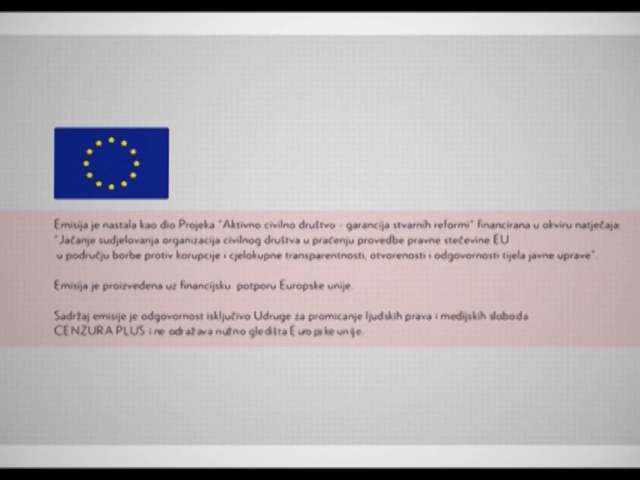 Emisija je nastala kao dio Projeka "Aktivno civilno društvo - garancija stvarnih reformi" financirana u okviru natječaja:
"Jačanje sudjelovanja organizacija civilnog društva u praćenju provedbe pravne stečevine EU
u području borbe protiv korupcije i cjelokupne transparentnosti, otvorenosti i odgovornosti tijela javne uprave".
Emisija je proizvedena uz financijsku potporu Europske unije.
Sadržaj emisije je odgovornost isključivo Udruge za promicanje ljudskih prava i medijskih sloboda
CENZURA PLUS i ne odražava nužno gledišta Europske unije.